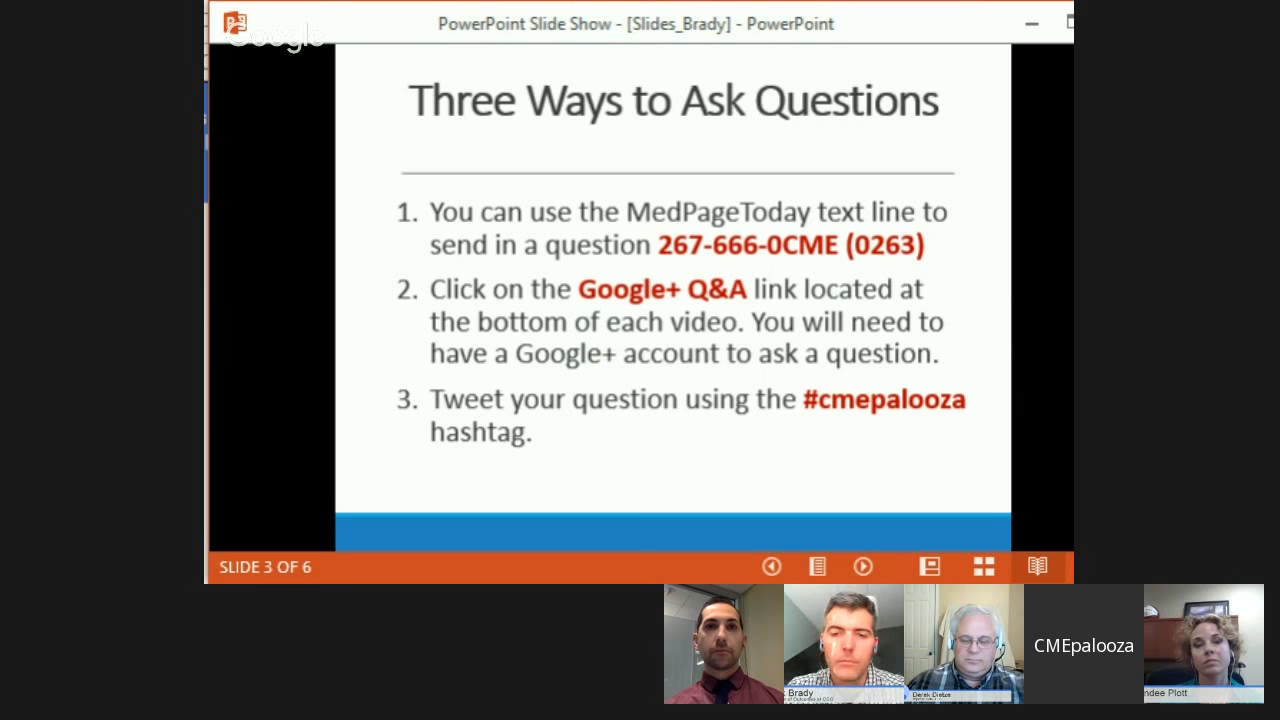 PowerPoint Slide Show - [Slides_Brady] - PowerPoint
Google
Three Ways to Ask Questions
1. You can use the MedPageToday text line to
send in a question 267-666-0CME (0263)
2. Click on the Google+ Q&A link located at
the bottom of each video. You will need to
have a Google+ account to ask a question.
3. Tweet your question using the #cmepalooza
hashtag.
SLIDE 3 OF 6
CMEpalooza
Brady
Derek Dietze
ndee Plott